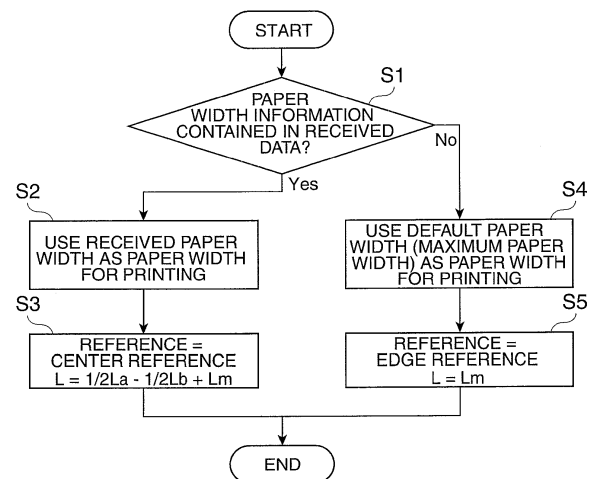 START
S1
PAPER
WIDTH INFORMATION
CONTAINED IN RECEIVED
DATA?
No
Yes
S2
USE RECEIVED PAPER
WIDTH AS PAPER WIDTH
FOR PRINTING
S4
USE DEFAULT PAPER
WIDTH (MAXIMUM PAPER
WIDTH) AS PAPER WIDTH
FOR PRINTING
S3
REFERENCE =
CENTER REFERENCE
L = 1/2La - 1/2Lb + Lm
S5
REFERENCE =
EDGE REFERENCE
L = Lm
END